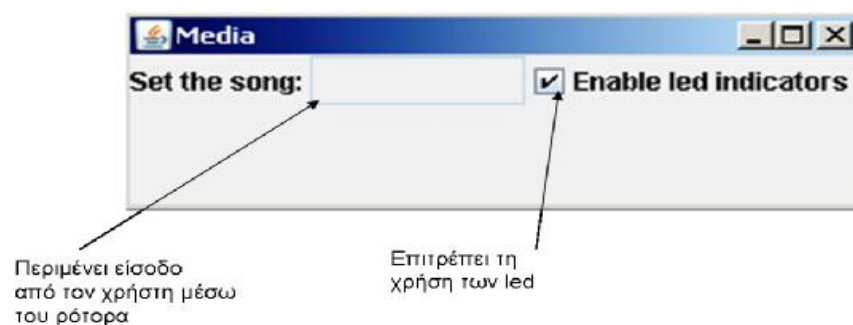 Media
Set the song:
Enable led indicators
Περιμένει είσοδο
από τον χρήστη μέσω
του ρότορα
Επιτρέπει τη
χρήση των led